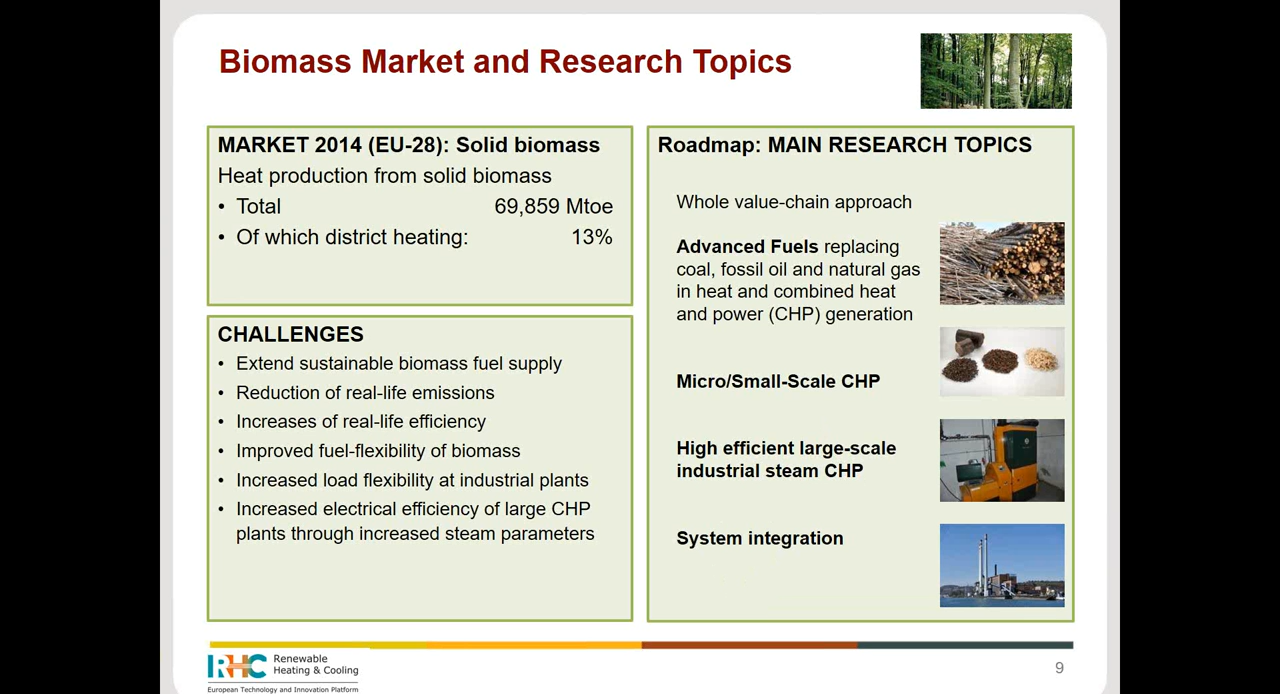 Biomass Market and Research Topics
MARKET 2014 (EU-28): Solid biomass
Heat production from solid biomass
• Total 69,859 Mtoe
• Of which district heating: 13%
CHALLENGES
• Extend sustainable biomass fuel supply
• Reduction of real-life emissions
• Increases of real-life efficiency
• Improved fuel-flexibility of biomass
• Increased load flexibility at industrial plants
• Increased electrical efficiency of large CHP
plants through increased steam parameters
Roadmap: MAIN RESEARCH TOPICS
Whole value-chain approach
Advanced Fuels replacing
coal, fossil oil and natural gas
in heat and combined heat
and power (CHP) generation
Micro/Small-Scale CHP
High efficient large-scale
industrial steam CHP
System integration
RHC Renewable
Heating & Cooling
European Technology and Innovation Platform
9